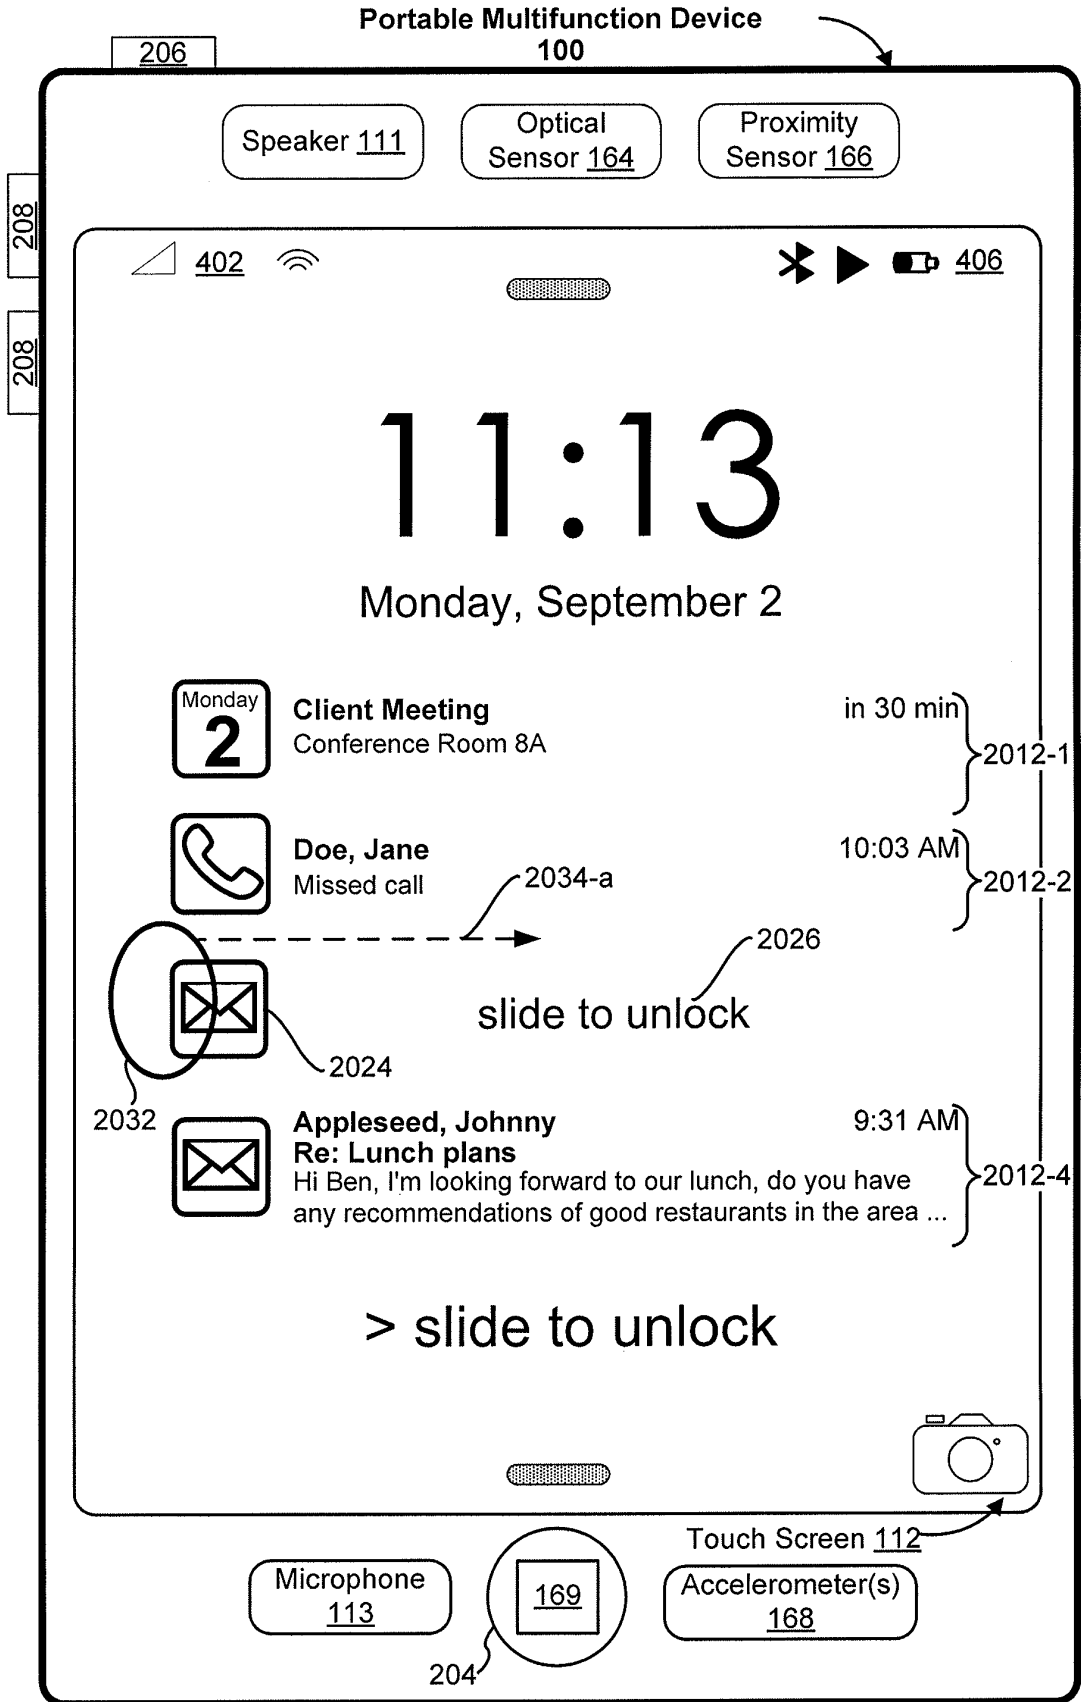 Portable Multifunction Device
100
206
Speaker 111
Optical
Sensor 164
Proximity
Sensor 166
208
208
402
406
11:13
Monday, September 2
Monday
2
Client Meeting
Conference Room 8A
in 30 min
2012-1
Doe, Jane
Missed call
10:03 AM
2012-2
2034-a
2026
slide to unlock
2024
2032
Appleseed, Johnny
Re: Lunch plans
Hi Ben, I'm looking forward to our lunch, do you have
any recommendations of good restaurants in the area ...
9:31 AM
2012-4
> slide to unlock
Touch Screen 112
Microphone
113
169
Accelerometer(s)
168
204